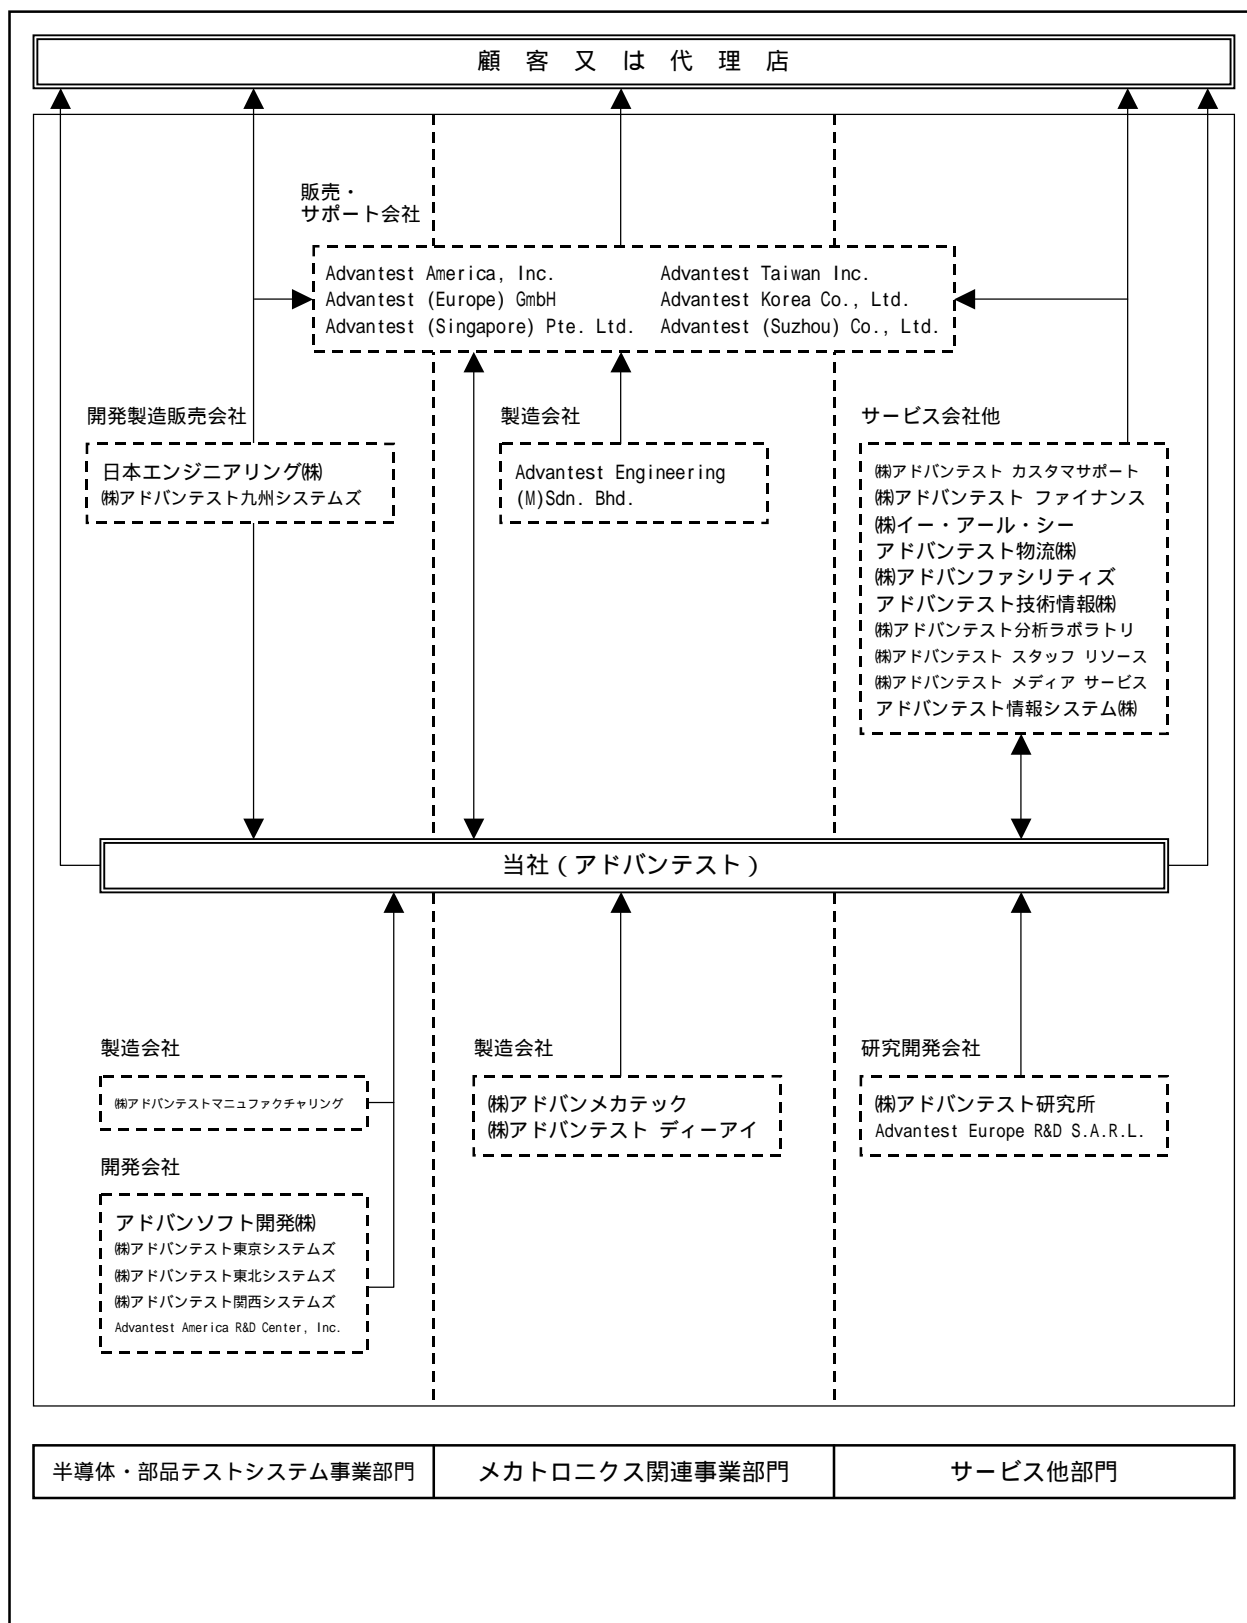 顧 客 又 は 代 理 店
販売・
サポート会社
Advantest America, Inc.
Advantest (Europe) GmbH
Advantest (Singapore) Pte. Ltd.
Advantest Taiwan Inc.
Advantest Korea Co., Ltd.
Advantest (Suzhou) Co., Ltd.
開発製造販売会社
日本エンジニアリング㈱
㈱アドバンテスト九州システムズ
製造会社
Advantest Engineering
(M)Sdn. Bhd.
サービス会社他
㈱アドバンテスト カスタマサポート
㈱アドバンテスト ファイナンス
㈱イー・アール・シー
アドバンテスト物流㈱
㈱アドバンファシリティズ
アドバンテスト技術情報㈱
㈱アドバンテスト分析ラボラトリ
㈱アドバンテスト スタッフ リソース
㈱アドバンテスト メディア サービス
アドバンテスト情報システム㈱
当社（アドバンテスト）
製造会社
㈱アドバンテストマニュファクチャリング
開発会社
アドバンソフト開発㈱
㈱アドバンテスト東京システムズ
㈱アドバンテスト東北システムズ
㈱アドバンテスト関西システムズ
Advantest America R&D Center, Inc.
製造会社
㈱アドバンメカテック
㈱アドバンテスト ディーアイ
研究開発会社
㈱アドバンテスト研究所
Advantest Europe R&D S.A.R.L.
半導体・部品テストシステム事業部門
メカトロニクス関連事業部門
サービス他部門